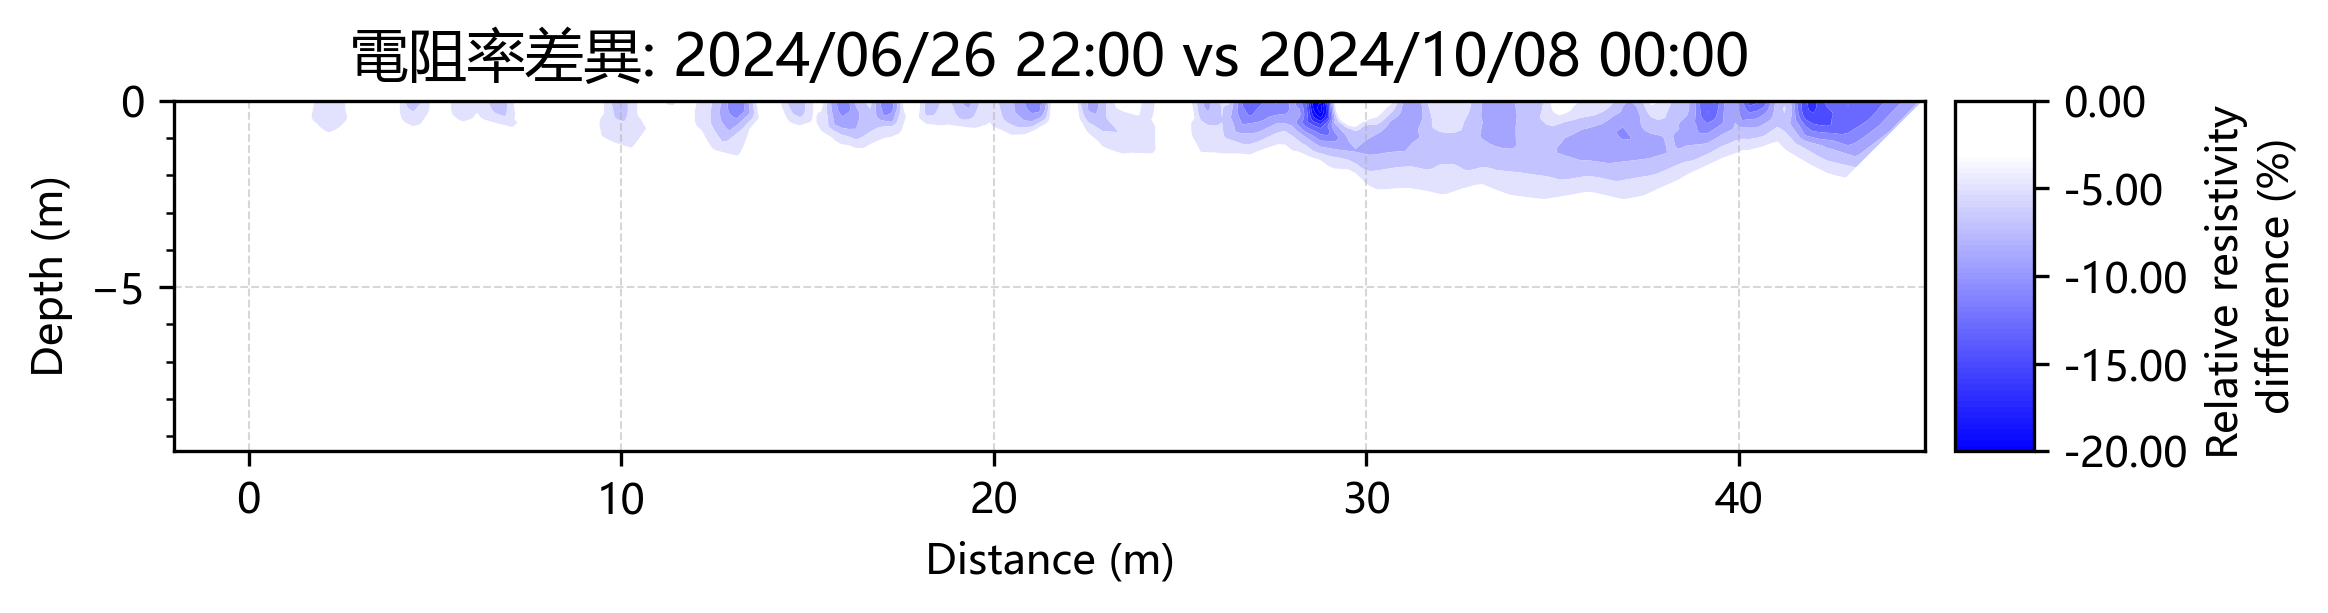 電阻率差異: 2024/06/26 22:00 vs 2024/10/08 00:00
0
−5
Depth (m)
0
10
20
30
40
Distance (m)
0.00
-5.00
-10.00
-15.00
-20.00
Relative resistivity
difference (%)